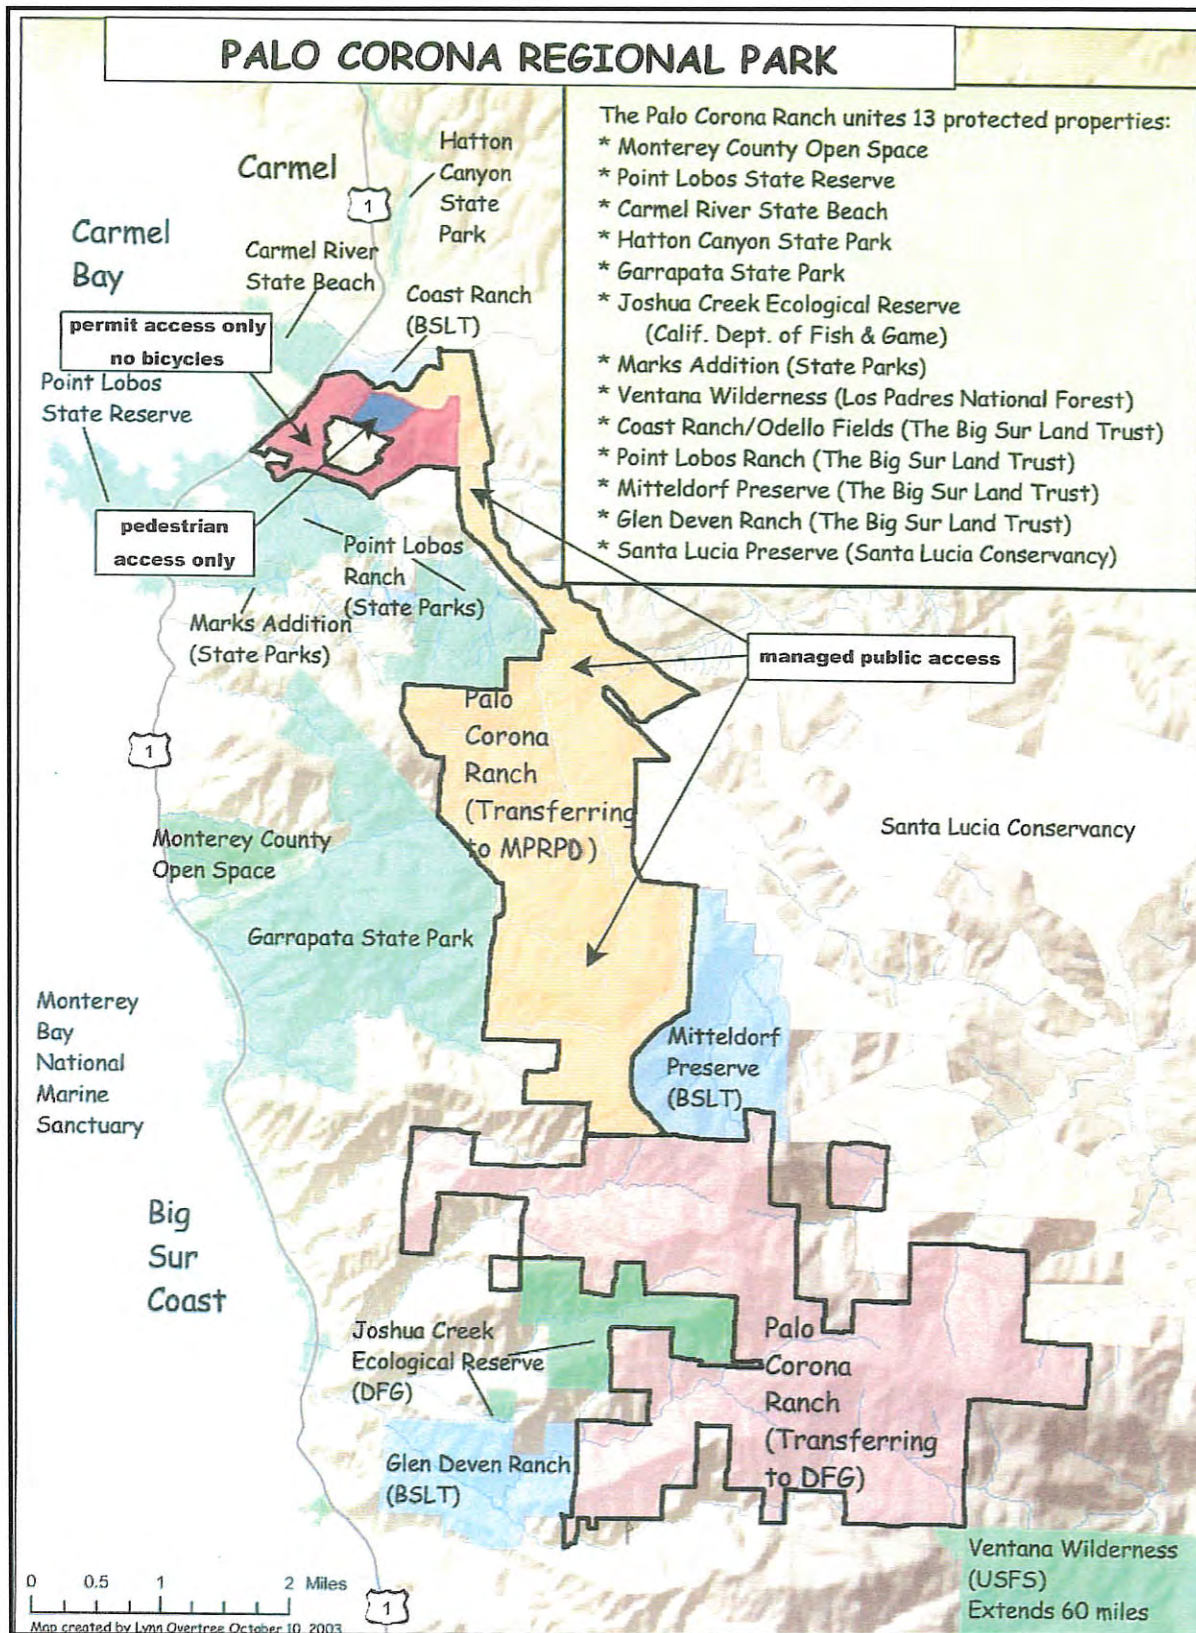 PALO CORONA REGIONAL PARK
The Palo Corona Ranch unites 13 protected properties:
* Monterey County Open Space
* Point Lobos State Reserve
* Carmel River State Beach
* Hatton Canyon State Park
* Garrapata State Park
* Joshua Creek Ecological Reserve
(Calif. Dept. of Fish & Game)
* Marks Addition (State Parks)
* Ventana Wilderness (Los Padres National Forest)
* Coast Ranch/Odello Fields (The Big Sur Land Trust)
* Point Lobos Ranch (The Big Sur Land Trust)
* Mitteldorf Preserve (The Big Sur Land Trust)
* Glen Deven Ranch (The Big Sur Land Trust)
* Santa Lucia Preserve (Santa Lucia Conservancy)
Hatton
Canyon
State
Park
Carmel
1
Carmel
Bay
Carmel River
State Beach
Coast Ranch
(BSLT)
permit access only
no bicycles
Point Lobos
State Reserve
pedestrian
access only
Point Lobos
Ranch
(State Parks)
Marks Addition
(State Parks)
managed public access
Palo
Corona
Ranch
(Transferring
to MPRPD)
1
Monterey County
Open Space
Santa Lucia Conservancy
Garrapata State Park
Monterey
Bay
National
Marine
Sanctuary
Mitteldorf
Preserve
(BSLT)
Big
Sur
Coast
Joshua Creek
Ecological Reserve
(DFG)
Palo
Corona
Ranch
(Transferring
to DFG)
Glen Deven Ranch
(BSLT)
Ventana Wilderness
(USFS)
Extends 60 miles
0 0.5 1 2 Miles
1
Map created by Lynn Overtree October 10, 2003